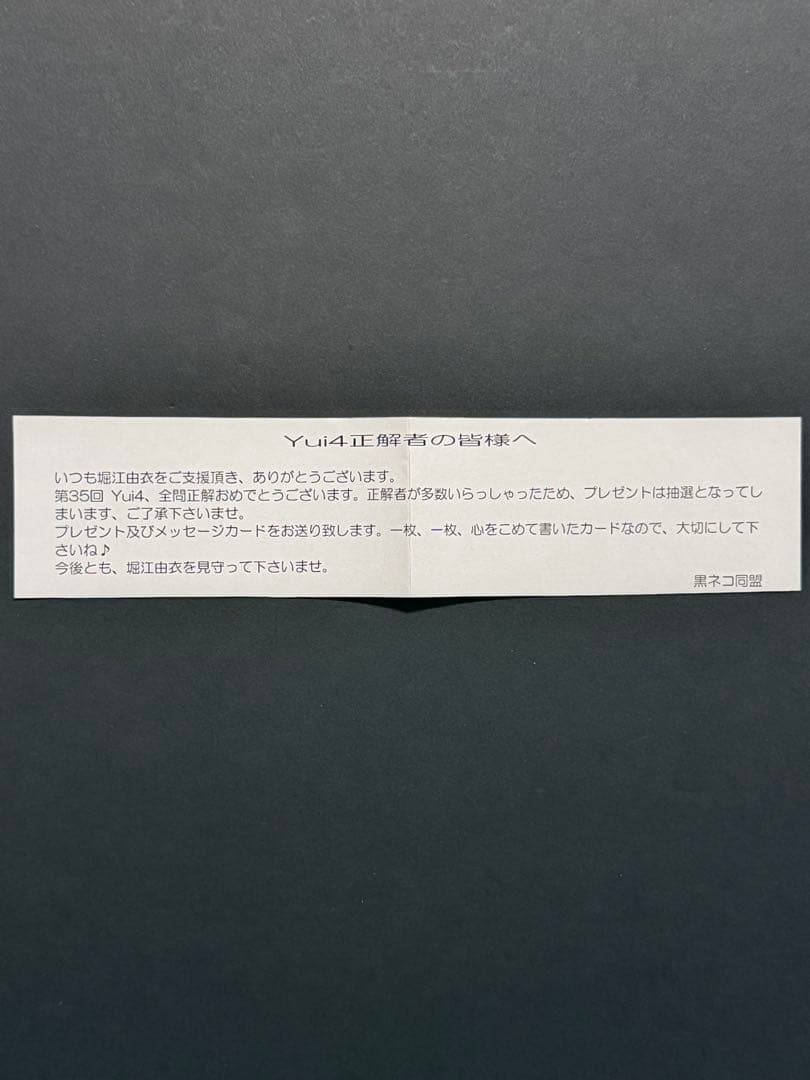 Yui4正解者の皆様へ
いつも堀江由衣をご支援頂き、ありがとうございます。
第35回 Yui4、全問正解おめでとうございます。正解者が多数いらっしゃったため、プレゼントは抽選となってし
まいます、ご了承下さいませ。
プレゼント及びメッセージカードをお送り致します。一枚、一枚、心をこめて書いたカードなので、大切にして下
さいね♪
今後とも、堀江由衣を見守って下さいませ。
黒ネコ同盟